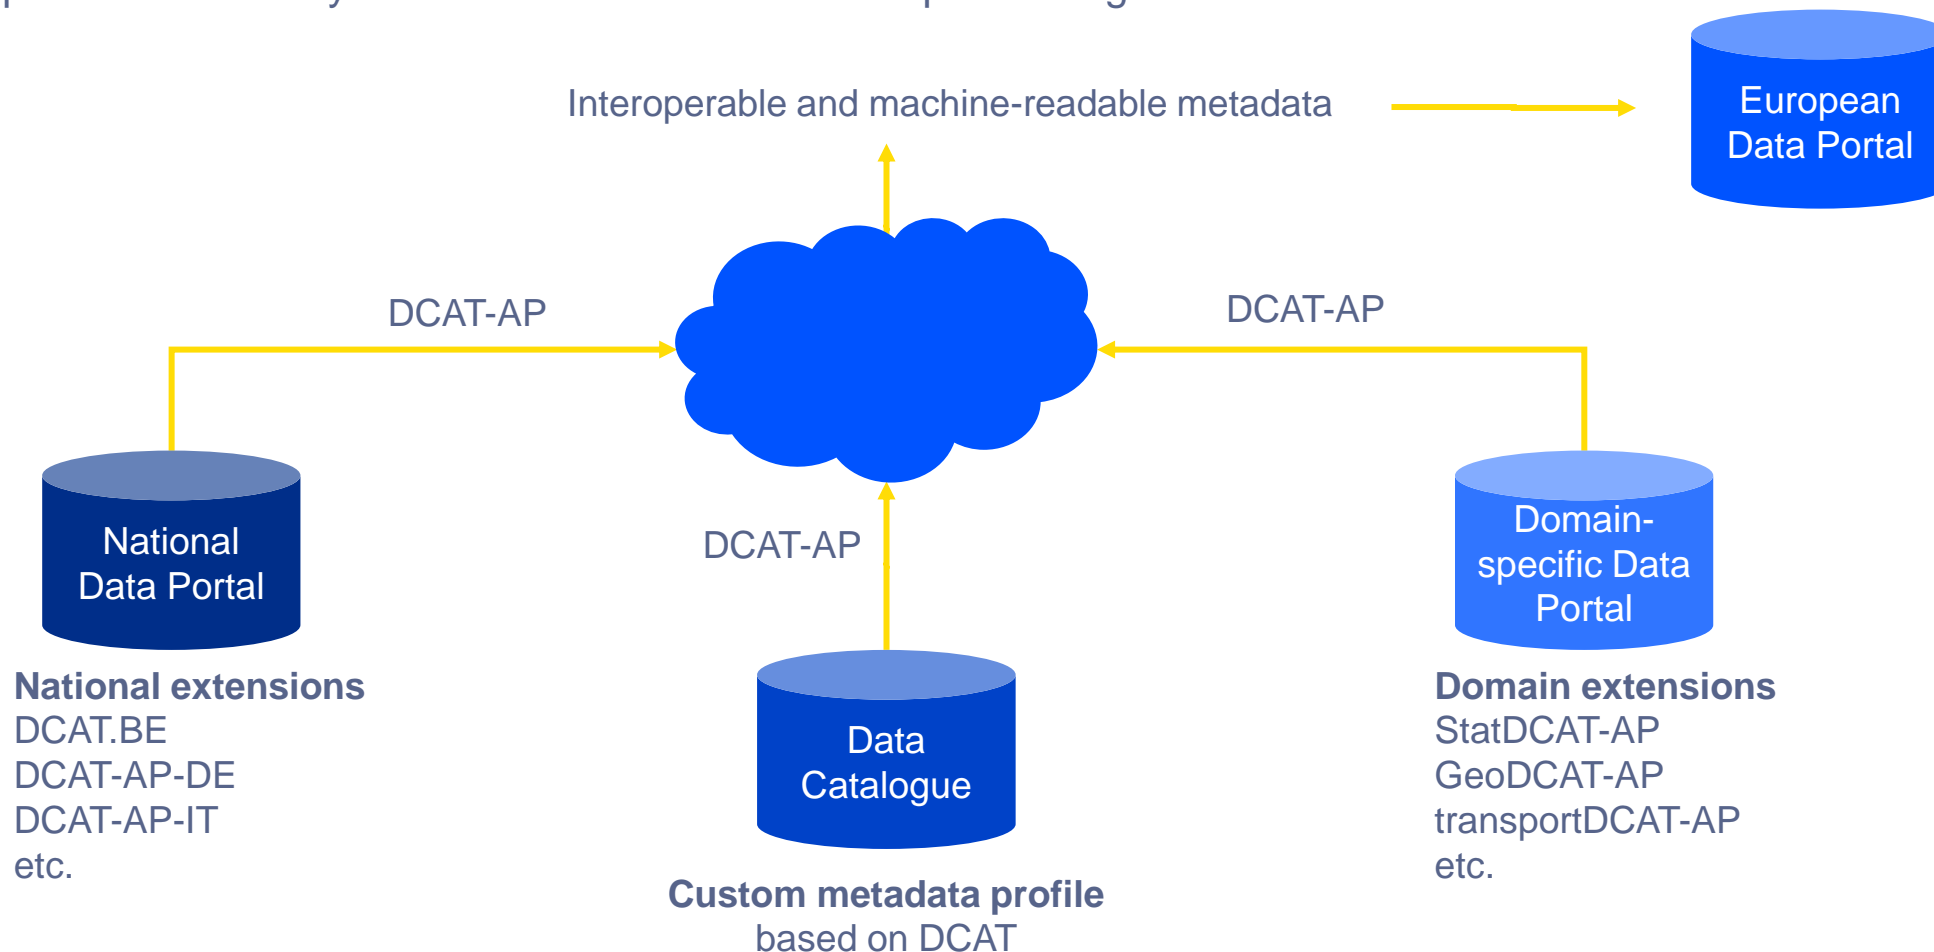 Interoperable and machine-readable metadata
European
Data Portal
DCAT-AP
DCAT-AP
National
Data Portal
DCAT-AP
Domain-
specific Data
Portal
National extensions
DCAT.BE
DCAT-AP-DE
DCAT-AP-IT
etc.
Data
Catalogue
Custom metadata profile
based on DCAT
Domain extensions
StatDCAT-AP
GeoDCAT-AP
transportDCAT-AP
etc.